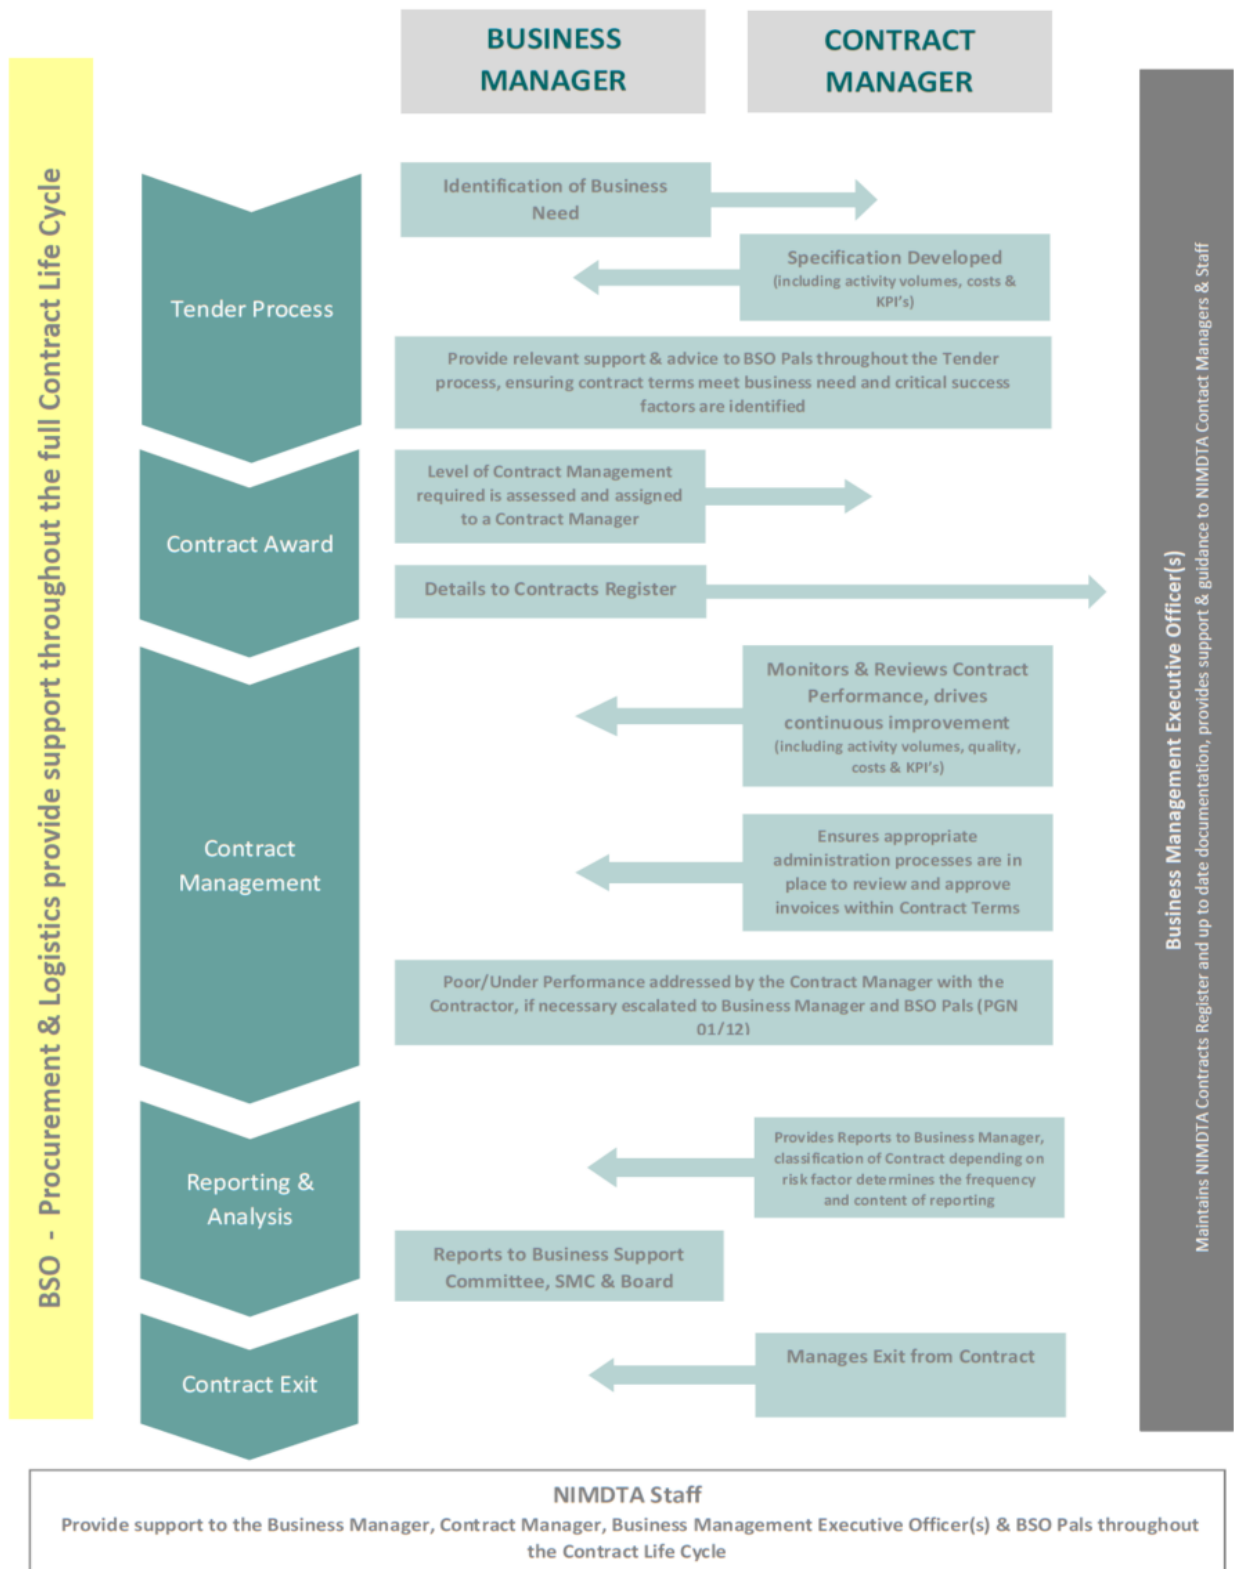 BUSINESS
MANAGER
CONTRACT
MANAGER
BSO - Procurement & Logistics provide support throughout the full Contract Life Cycle
Tender Process
Identification of Business
Need
Specification Developed
(including activity volumes, costs &
KPI's)
Provide relevant support & advice to BSO Pals throughout the Tender
process, ensuring contract terms meet business need and critical success
factors are identified
Contract Award
Level of Contract Management
required is assessed and assigned
to a Contract Manager
Details to Contracts Register
Contract
Management
Monitors & Reviews Contract
Performance, drives
continuous improvement
(including activity volumes, quality,
costs & KPI's)
Ensures appropriate
administration processes are in
place to review and approve
invoices within Contract Terms
Poor/Under Performance addressed by the Contract Manager with the
Contractor, if necessary escalated to Business Manager and BSO Pals (PGN
01/12)
Reporting &
Analysis
Provides Reports to Business Manager,
classification of Contract depending on
risk factor determines the frequency
and content of reporting
Reports to Business Support
Committee, SMC & Board
Contract Exit
Manages Exit from Contract
Business Management Executive Officer(s)
Maintains NIMDTA Contracts Register and up to date documentation, provides support & guidance to NIMDTA Contact Managers & Staff
NIMDTA Staff
Provide support to the Business Manager, Contract Manager, Business Management Executive Officer(s) & BSO Pals throughout
the Contract Life Cycle